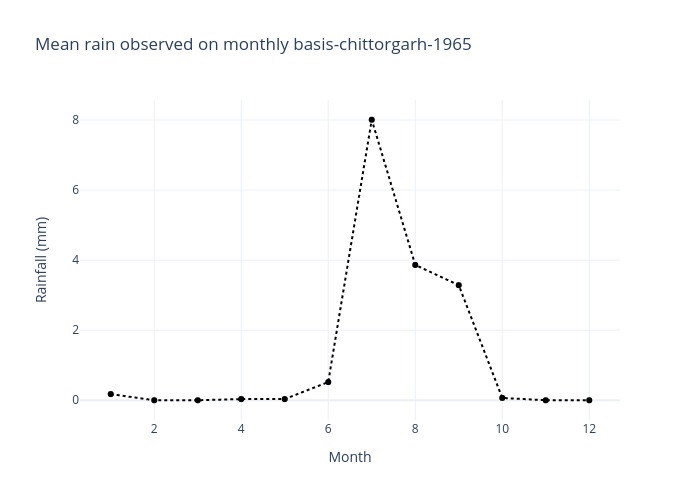 Mean rain observed on monthly basis-chittorgarh-1965
8
6
4
2
0
Rainfall (mm)
2 4 6 8 10 12
Month